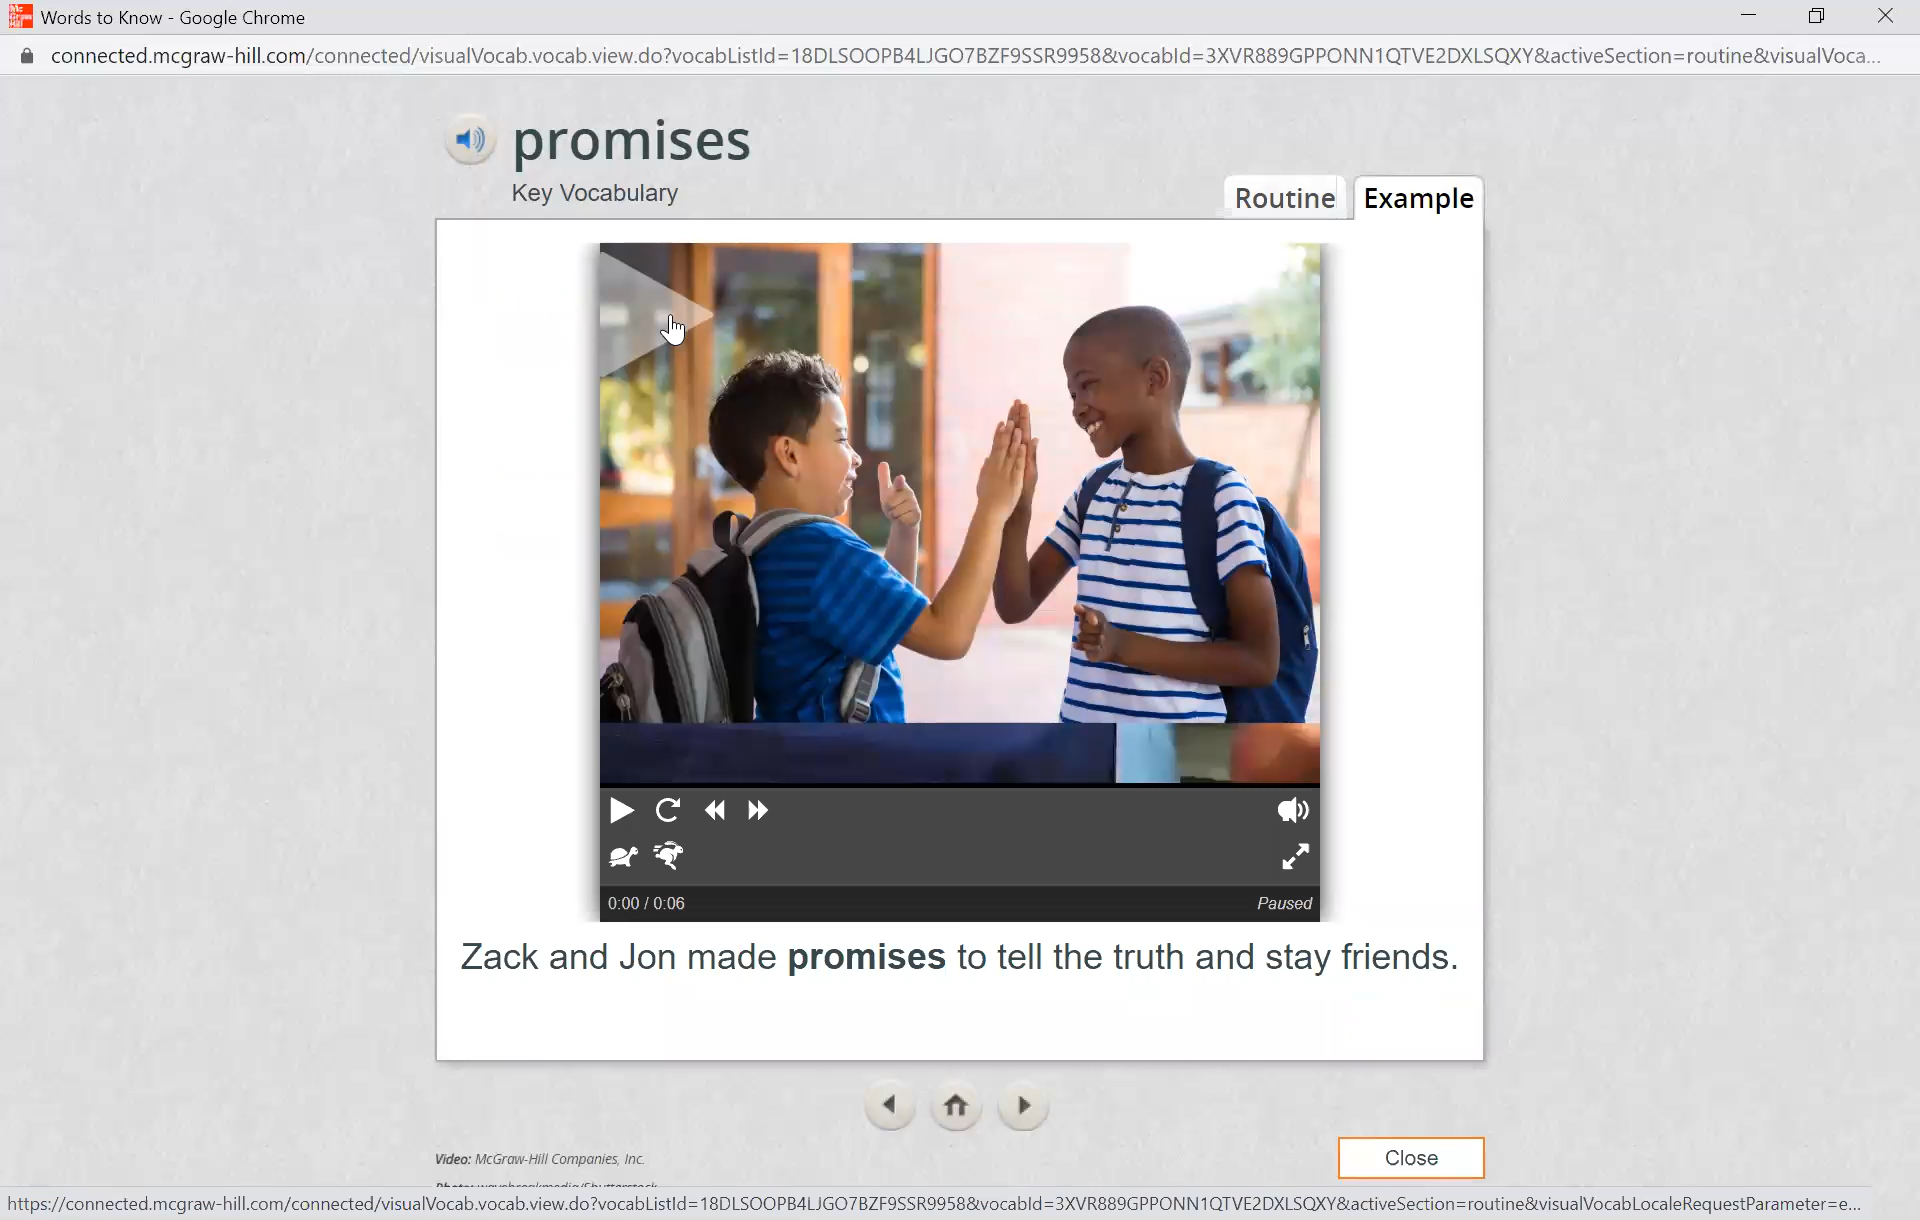 Words to Know - Google Chrome
connected.mcgraw-hill.com/connected/visualVocab.vocab.view.do?vocabListId=18DLSOOPB4LJGO7BZF9SSR9958&vocabId=3XVR889GPPONN1QTVE2DXLSQXY&activeSection=routine&visualVoca...
promises
Key Vocabulary
Routine
Example
0:00 / 0:06
Paused
Zack and Jon made promises to tell the truth and stay friends.
Video: McGraw-Hill Companies, Inc.
Close
https://connected.mcgraw-hill.com/connected/visualVocab.vocab.view.do?vocabListId=18DLSOOPB4LJGO7BZF9SSR9958&vocabId=3XVR889GPPONN1QTVE2DXLSQXY&activeSection=routine&visualVocabLocaleRequestParameter=e...